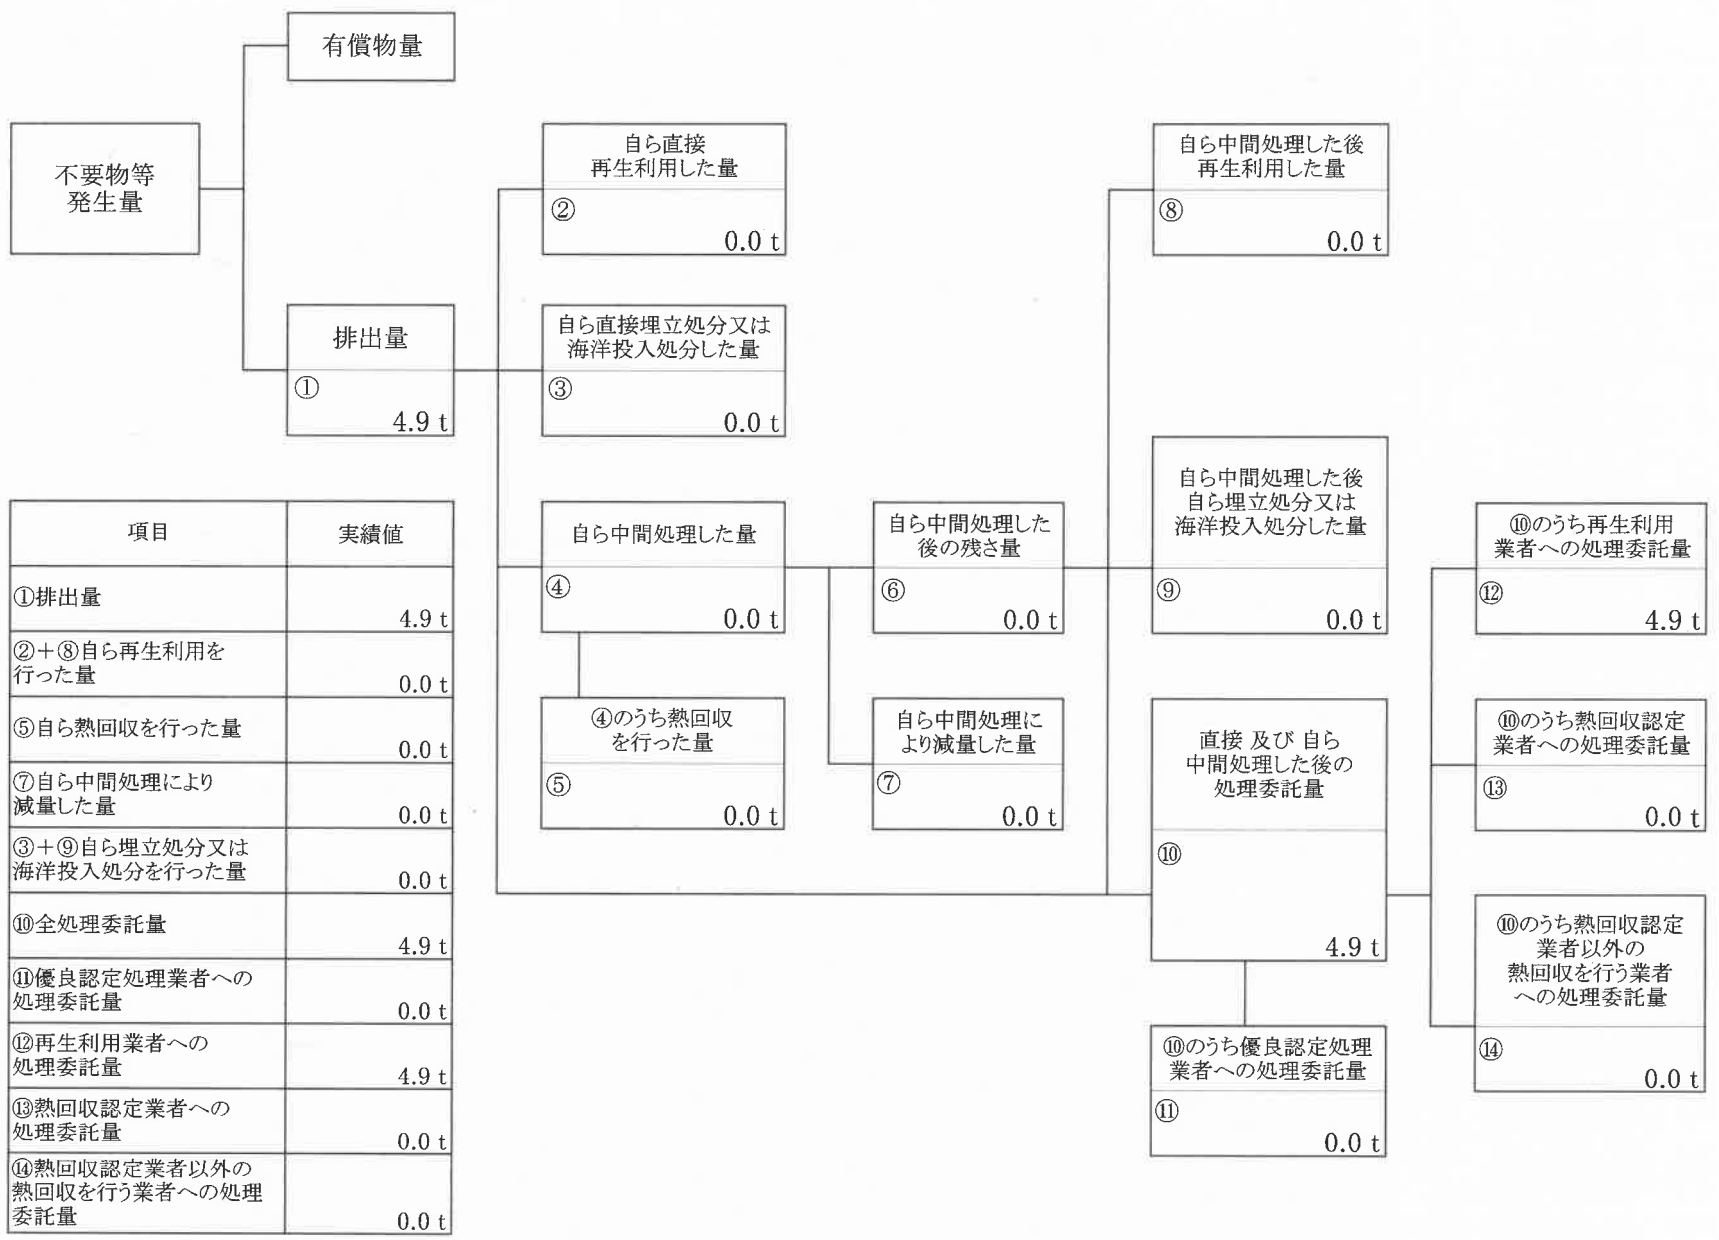 有償物量
不要物等
発生量
排出量
①
4.9 t
自ら直接
再生利用した量
②
0.0 t
自ら直接埋立処分又は
海洋投入処分した量
③
0.0 t
自ら中間処理した量
④
0.0 t
④のうち熱回収
を行った量
⑤
0.0 t
自ら中間処理した
後の残さ量
⑥
0.0 t
自ら中間処理に
より減量した量
⑦
0.0 t
自ら中間処理した後
再生利用した量
⑧
0.0 t
自ら中間処理した後
自ら埋立処分又は
海洋投入処分した量
⑨
0.0 t
直接 及び 自ら
中間処理した後の
処理委託量
⑩
4.9 t
⑩のうち優良認定処理
業者への処理委託量
⑪
0.0 t
⑩のうち再生利用
業者への処理委託量
⑫
4.9 t
⑩のうち熱回収認定
業者への処理委託量
⑬
0.0 t
⑩のうち熱回収認定
業者以外の
熱回収を行う業者
への処理委託量
⑭
0.0 t
項目 実績値
①排出量
4.9 t
②＋⑧自ら再生利用を
行った量
0.0 t
⑤自ら熱回収を行った量
0.0 t
⑦自ら中間処理により
減量した量
0.0 t
③＋⑨自ら埋立処分又は
海洋投入処分を行った量
0.0 t
⑩全処理委託量
4.9 t
⑪優良認定処理業者への
処理委託量
0.0 t
⑫再生利用業者への
処理委託量
4.9 t
⑬熱回収認定業者への
処理委託量
0.0 t
⑭熱回収認定業者以外の
熱回収を行う業者への処理
委託量
0.0 t